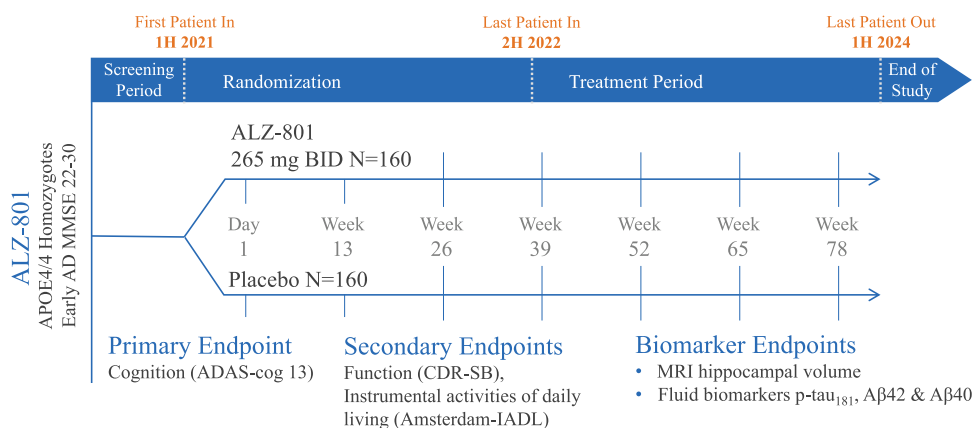 First Patient In
1H 2021
Last Patient In
2H 2022
Last Patient Out
1H 2024
Screening
Period
Randomization
Treatment Period
End of
Study
ALZ-801
APOE4/4 Homozygotes
Early AD MMSE 22-30
ALZ-801
265 mg BID N=160
Day
1
Week
13
Week
26
Week
39
Week
52
Week
65
Week
78
Placebo N=160
Primary Endpoint
Cognition (ADAS-cog 13)
Secondary Endpoints
Function (CDR-SB),
Instrumental activities of daily
living (Amsterdam-IADL)
Biomarker Endpoints
• MRI hippocampal volume
• Fluid biomarkers p-tau₁₈₁, Aβ42 & Aβ40